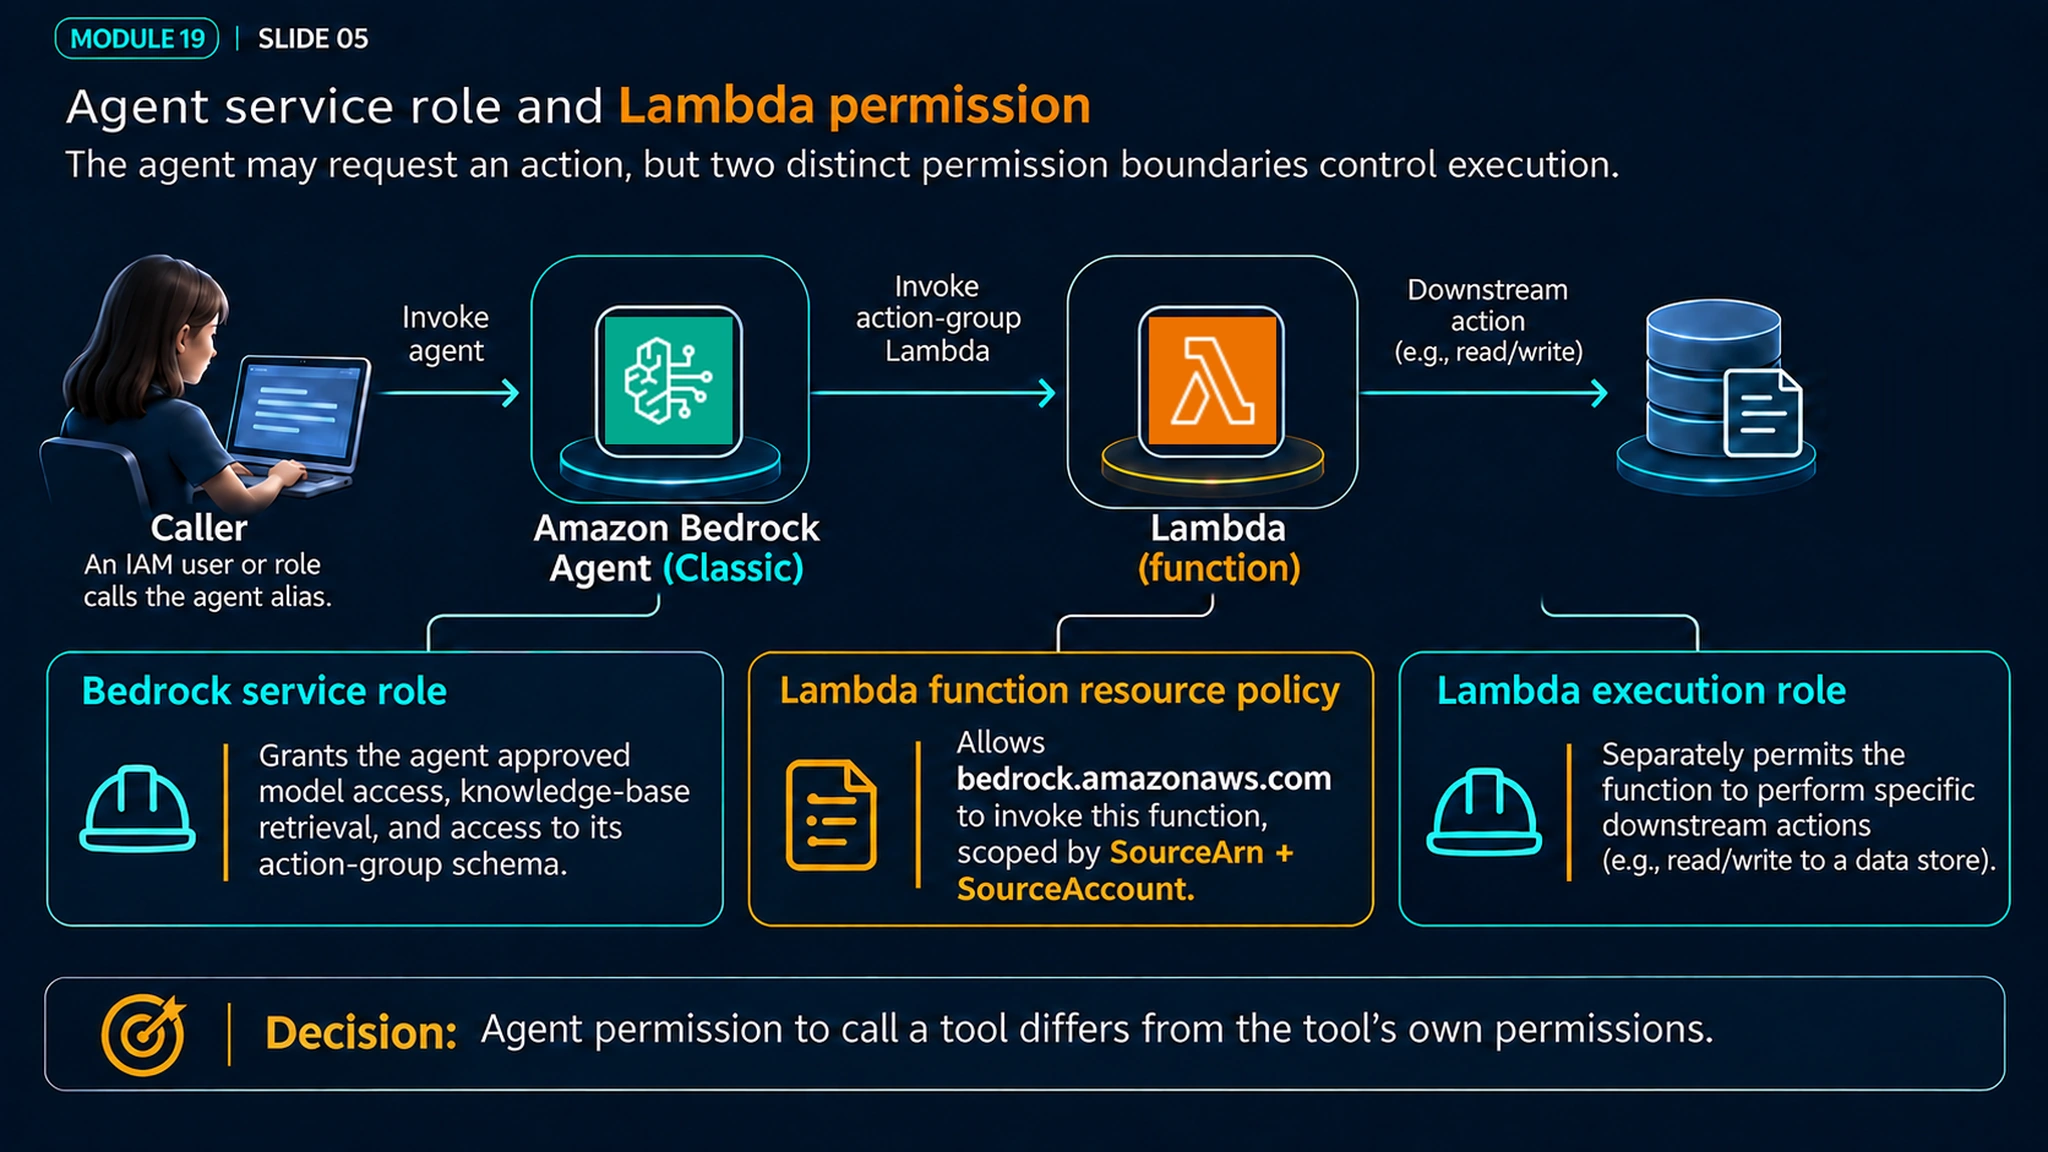 MODULE 19 | SLIDE 05
Agent service role and Lambda permission
The agent may request an action, but two distinct permission boundaries control execution.
Invoke
agent
Invoke
action-group
Lambda
Downstream
action
(e.g., read/write)
Caller
An IAM user or role
calls the agent alias.
Amazon Bedrock
Agent (Classic)
Lambda
(function)
Bedrock service role
Grants the agent approved
model access, knowledge-base
retrieval, and access to its
action-group schema.
Lambda function resource policy
Allows
bedrock.amazonaws.com
to invoke this function,
scoped by SourceArn +
SourceAccount.
Lambda execution role
Separately permits the
function to perform specific
downstream actions
(e.g., read/write to a data store).
Decision: Agent permission to call a tool differs from the tool’s own permissions.